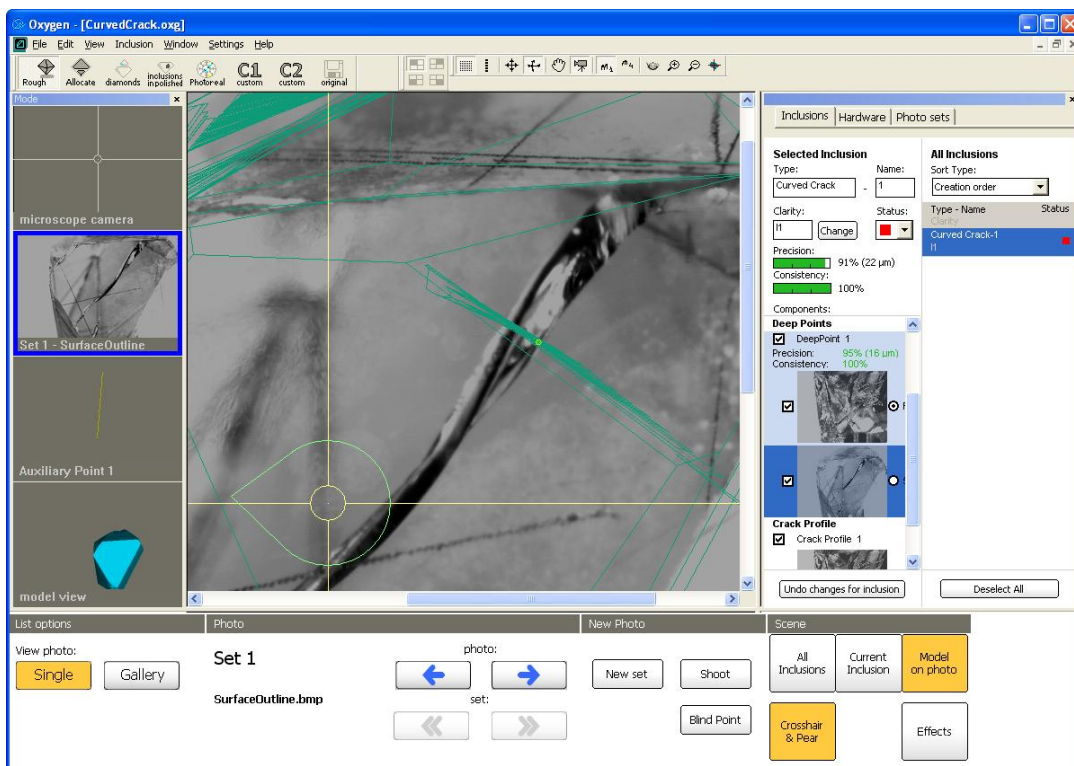 Oxygen - [CurvedCrack.oxg]
File Edit View Inclusion Window Settings Help
Rough
Allocate
diamonds
inclusions inpolished
Photoreal
C1 custom
C2 custom
original
Mode
microscope camera
Set 1 - SurfaceOutline
Auxiliary Point 1
model view
Inclusions Hardware Photo sets
Selected Inclusion
Type: Name:
Curved Crack - 1
Clarity: Status:
I1 Change
Precision:
91% (22 µm)
Consistency:
100%
Components:
Deep Points
DeepPoint 1
Precision: 95% (16 µm)
Consistency: 100%
Crack Profile
Crack Profile 1
Undo changes for inclusion
All Inclusions
Sort Type:
Creation order
Type - Name Status
Clarity
Curved Crack-1
I1
Deselect All
List options
View photo:
Single Gallery
Photo
Set 1
SurfaceOutline.bmp
photo:
set:
New Photo
New set Shoot
Blind Point
Scene
All Inclusions
Current Inclusion
Model on photo
Crosshair & Pear
Effects